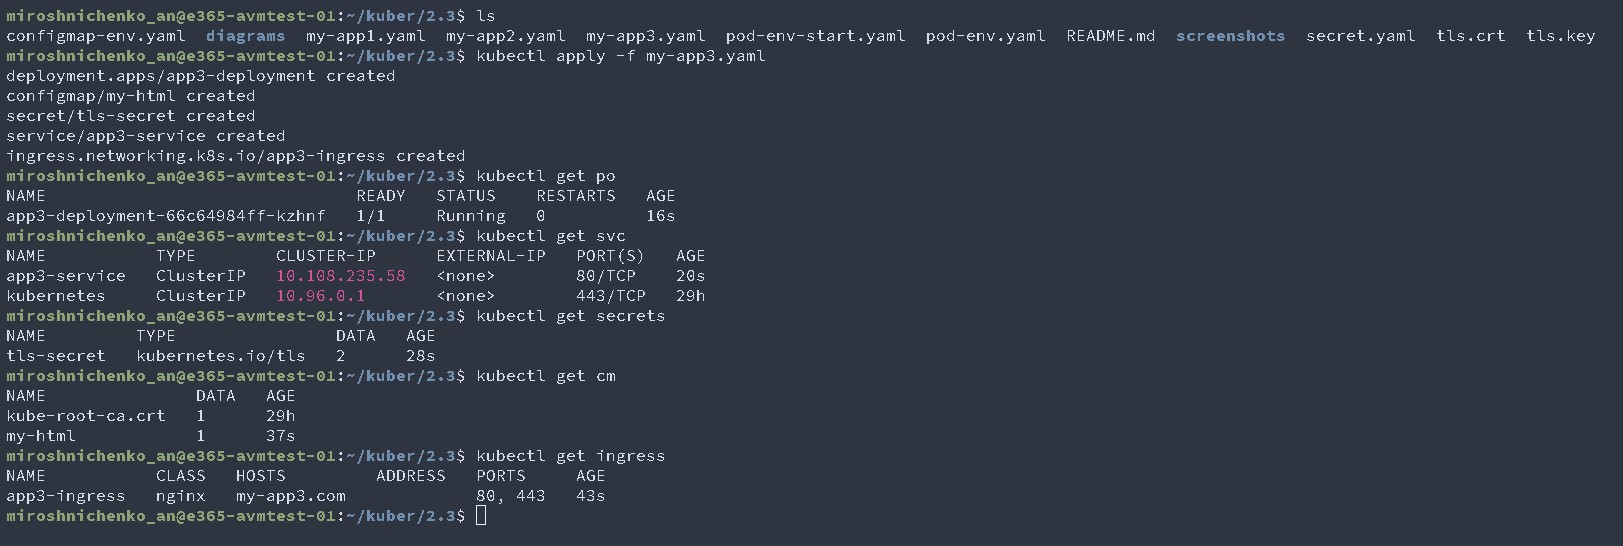 miroshnichenko_an@e365-avmtest-01:~/kuber/2.3$ ls
configmap-env.yaml  diagrams  my-app1.yaml  my-app2.yaml  my-app3.yaml  pod-env-start.yaml  pod-env.yaml  README.md  screenshots  secret.yaml  tls.crt  tls.key
miroshnichenko_an@e365-avmtest-01:~/kuber/2.3$ kubectl apply -f my-app3.yaml
deployment.apps/app3-deployment created
configmap/my-html created
secret/tls-secret created
service/app3-service created
ingress.networking.k8s.io/app3-ingress created
miroshnichenko_an@e365-avmtest-01:~/kuber/2.3$ kubectl get po
NAME                               READY   STATUS    RESTARTS   AGE
app3-deployment-66c64984ff-kzhnf   1/1     Running   0          16s
miroshnichenko_an@e365-avmtest-01:~/kuber/2.3$ kubectl get svc
NAME           TYPE        CLUSTER-IP      EXTERNAL-IP   PORT(S)   AGE
app3-service   ClusterIP   10.108.235.58   <none>        80/TCP    20s
kubernetes     ClusterIP   10.96.0.1       <none>        443/TCP   29h
miroshnichenko_an@e365-avmtest-01:~/kuber/2.3$ kubectl get secrets
NAME         TYPE                DATA   AGE
tls-secret   kubernetes.io/tls   2      28s
miroshnichenko_an@e365-avmtest-01:~/kuber/2.3$ kubectl get cm
NAME               DATA   AGE
kube-root-ca.crt   1      29h
my-html            1      37s
miroshnichenko_an@e365-avmtest-01:~/kuber/2.3$ kubectl get ingress
NAME           CLASS   HOSTS         ADDRESS   PORTS     AGE
app3-ingress   nginx   my-app3.com             80, 443   43s
miroshnichenko_an@e365-avmtest-01:~/kuber/2.3$